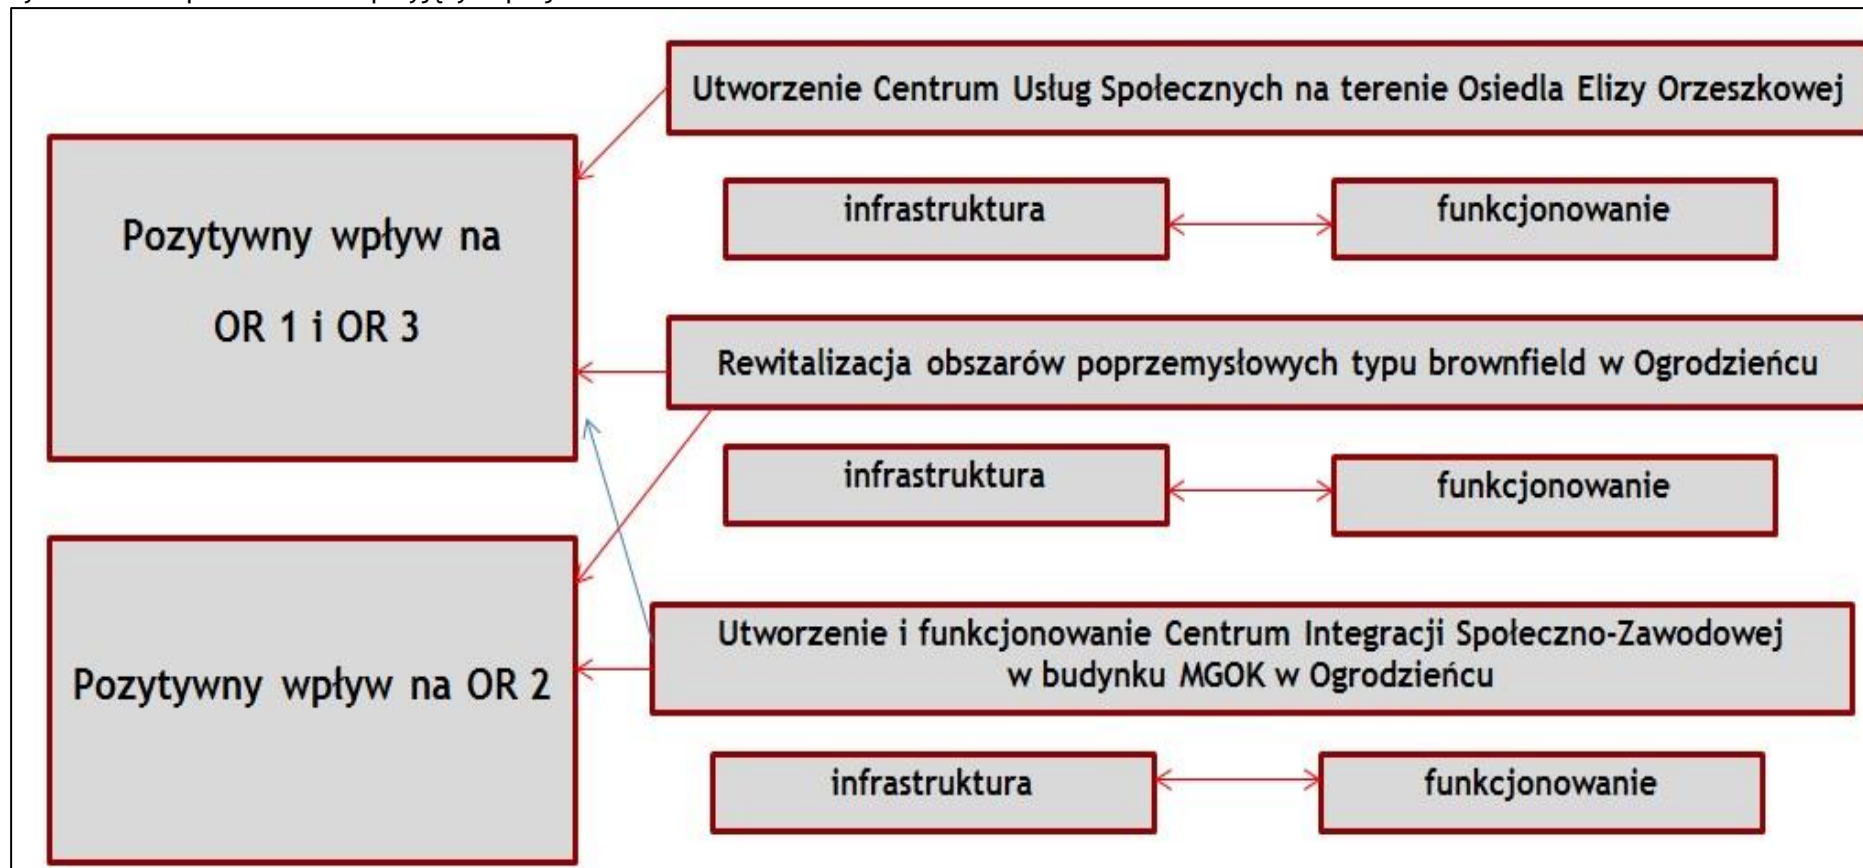 Utworzenie Centrum Usług Społecznych na terenie Osiedla Elizy Orzeszkowej
infrastruktura
funkcjonowanie
Pozytywny wpływ na
OR 1 i OR 3
Rewitalizacja obszarów poprzemysłowych typu brownfield w Ogrodzieńcu
infrastruktura
funkcjonowanie
Pozytywny wpływ na OR 2
Utworzenie i funkcjonowanie Centrum Integracji Społeczno-Zawodowej
w budynku MGOK w Ogrodzieńcu
infrastruktura
funkcjonowanie